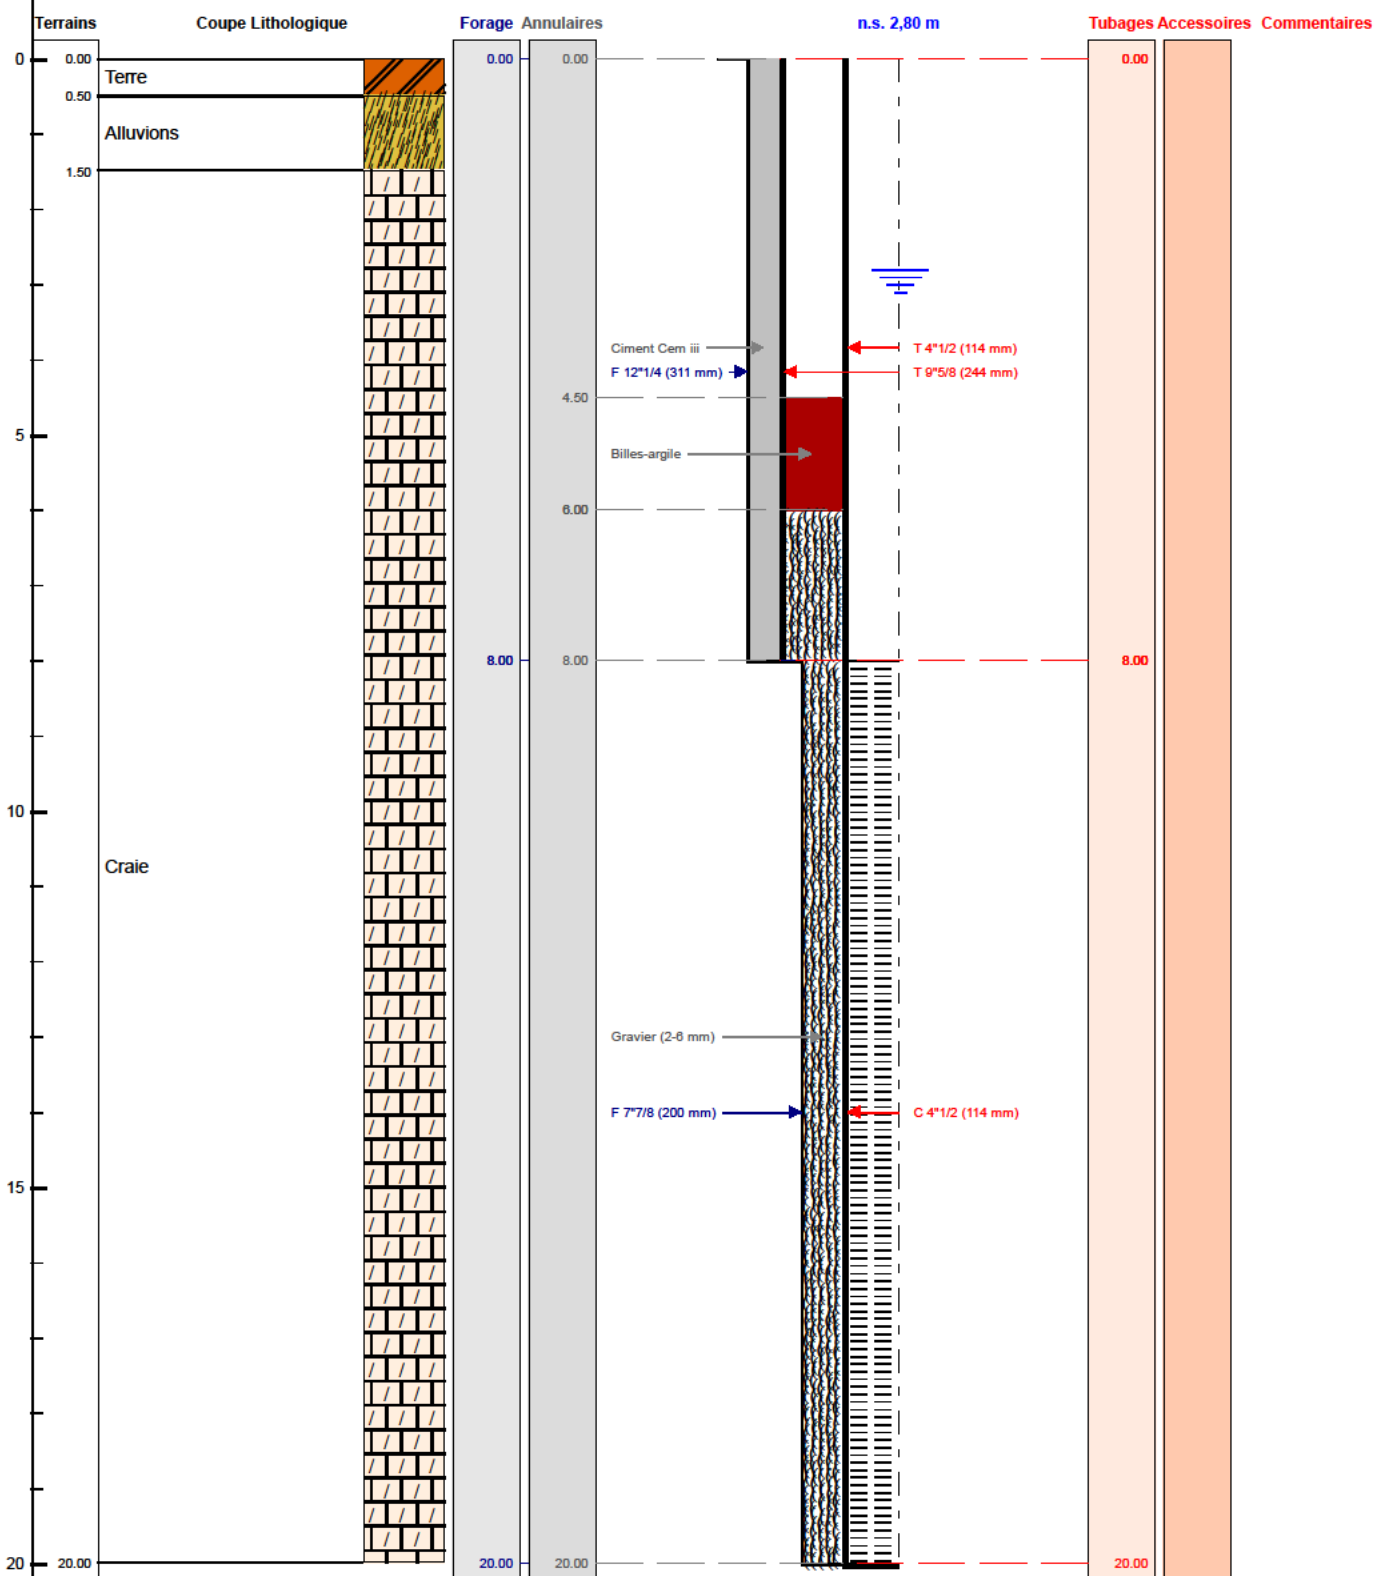 Terrains Coupe Lithologique Forage Annulaires n.s. 2,80 m Tubages Accessoires Commentaires
0 0.00 0.00 0.00 0.00
Terre
0.50
Alluvions
1.50
Ciment Cem iii T 4"1/2 (114 mm)
F 12"1/4 (311 mm) T 9"5/8 (244 mm)
4.50
5
Billes-argile
6.00
8.00 8.00 8.00
10
Craie
Gravier (2-6 mm)
F 7"7/8 (200 mm) C 4"1/2 (114 mm)
15
20 20.00 20.00 20.00 20.00